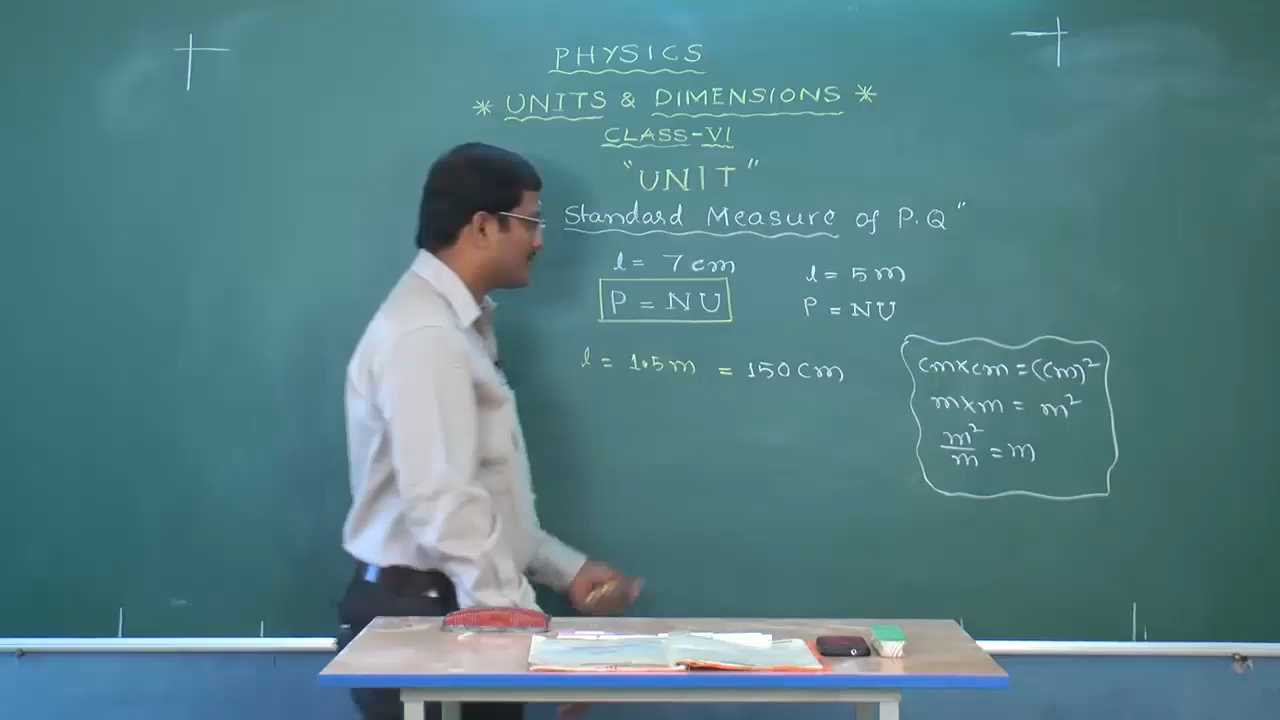 PHYSICS
* UNITS & DIMENSIONS *
CLASS-VI
"UNIT"
Standard Measure of P.Q"
l = 7 cm
P = NU
l = 5 m
P = NU
l = 1.5 m = 150 cm
cm×cm = (cm)²
m×m = m²
m²/m = m